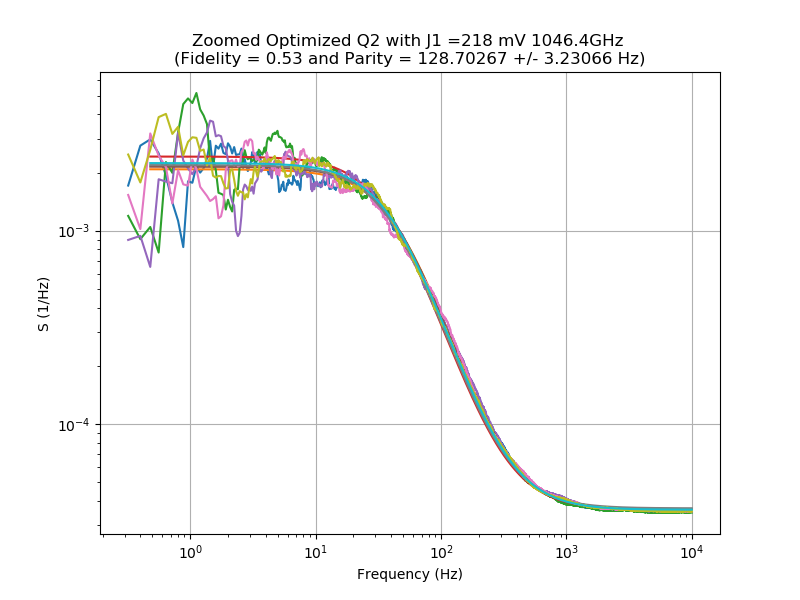 Zoomed Optimized Q2 with J1 =218 mV 1046.4GHz
(Fidelity = 0.53 and Parity = 128.70267 +/- 3.23066 Hz)
S (1/Hz)
10⁻³
10⁻⁴
10⁰ 10¹ 10² 10³ 10⁴
Frequency (Hz)